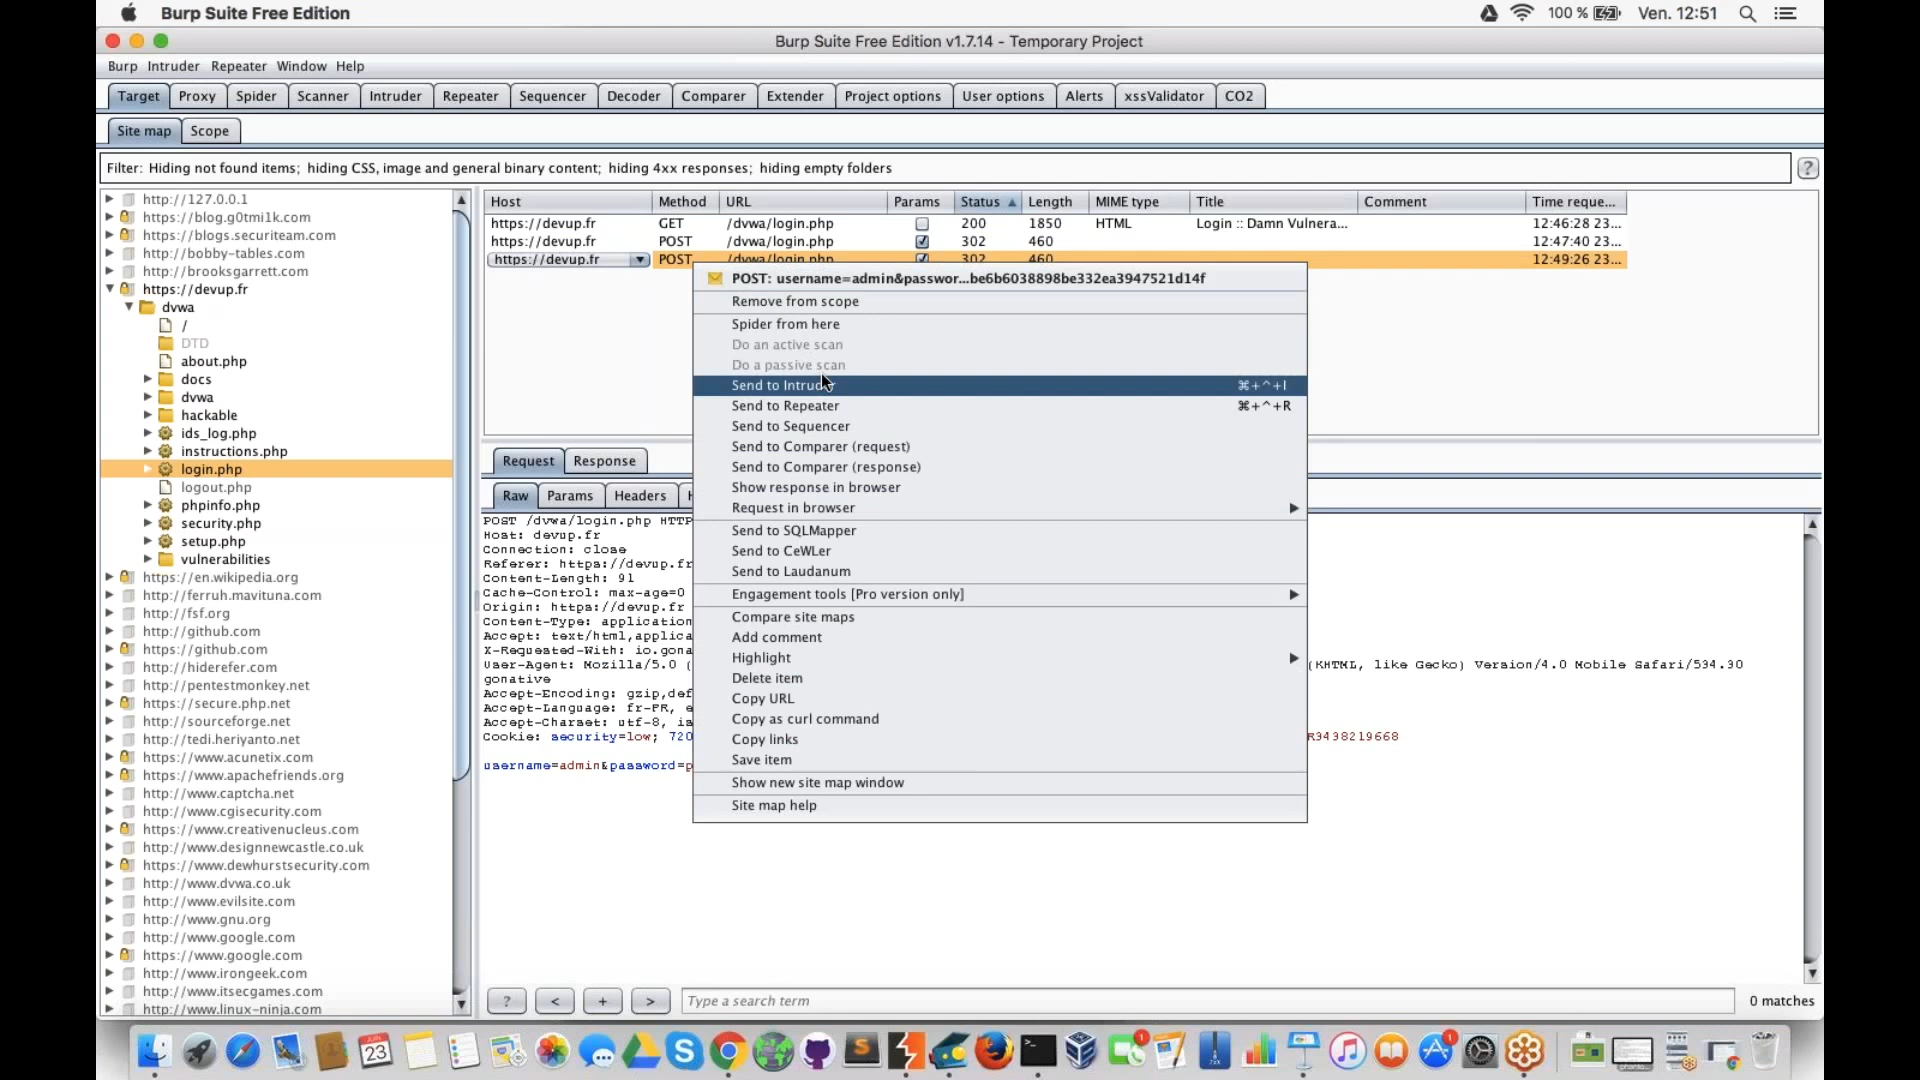 Burp Suite Free Edition
100 %
Ven. 12:51
Burp Suite Free Edition v1.7.14 - Temporary Project
Burp Intruder Repeater Window Help
Target Proxy Spider Scanner Intruder Repeater Sequencer Decoder Comparer Extender Project options User options Alerts xssValidator CO2
Site map Scope
Filter: Hiding not found items; hiding CSS, image and general binary content; hiding 4xx responses; hiding empty folders
?
http://127.0.0.1
https://blog.g0tmi1k.com
https://blogs.securiteam.com
http://bobby-tables.com
http://brooksgarrett.com
https://devup.fr
dvwa
/
DTD
about.php
docs
dvwa
hackable
ids_log.php
instructions.php
login.php
logout.php
phpinfo.php
security.php
setup.php
vulnerabilities
https://en.wikipedia.org
http://ferruh.mavituna.com
http://fsf.org
http://github.com
https://github.com
http://hiderefer.com
http://pentestmonkey.net
https://secure.php.net
http://sourceforge.net
http://tedi.heriyanto.net
https://www.acunetix.com
https://www.apachefriends.org
http://www.captcha.net
http://www.cgisecurity.com
https://www.creativenucleus.com
http://www.designnewcastle.co.uk
https://www.dewhurstsecurity.com
http://www.dvwa.co.uk
http://www.evilsite.com
http://www.gnu.org
http://www.google.com
https://www.google.com
http://www.irongeek.com
http://www.itsecgames.com
http://www.linux-ninja.com
Host Method URL Params Status Length MIME type Title Comment Time reque...
https://devup.fr GET /dvwa/login.php 200 1850 HTML Login :: Damn Vulnera... 12:46:28 23...
https://devup.fr POST /dvwa/login.php 302 460 12:47:40 23...
https://devup.fr POST /dvwa/login.php 302 460 12:49:26 23...
POST: username=admin&passwor...be6b6038898be332ea3947521d14f
Remove from scope
Spider from here
Do an active scan
Do a passive scan
Send to Intruder ⌘+^+I
Send to Repeater ⌘+^+R
Send to Sequencer
Send to Comparer (request)
Send to Comparer (response)
Show response in browser
Request in browser
Send to SQLMapper
Send to CeWLer
Send to Laudanum
Engagement tools [Pro version only]
Compare site maps
Add comment
Highlight
Delete item
Copy URL
Copy as curl command
Copy links
Save item
Show new site map window
Site map help
Request Response
Raw Params Headers
POST /dvwa/login.php HTTP
Host: devup.fr
Connection: close
Referer: https://devup.fr
Content-Length: 91
Cache-Control: max-age=0
Origin: https://devup.fr
Content-Type: application
Accept: text/html,applica
X-Requested-With: io.gona
User-Agent: Mozilla/5.0 ( (KHTML, like Gecko) Version/4.0 Mobile Safari/534.30
gonative
Accept-Encoding: gzip,def
Accept-Language: fr-FR, e
Accept-Charset: utf-8, is
Cookie: security=low; 720 R3438219668
username=admin&password=p
? < + > Type a search term 0 matches
JUIN
23
1
1